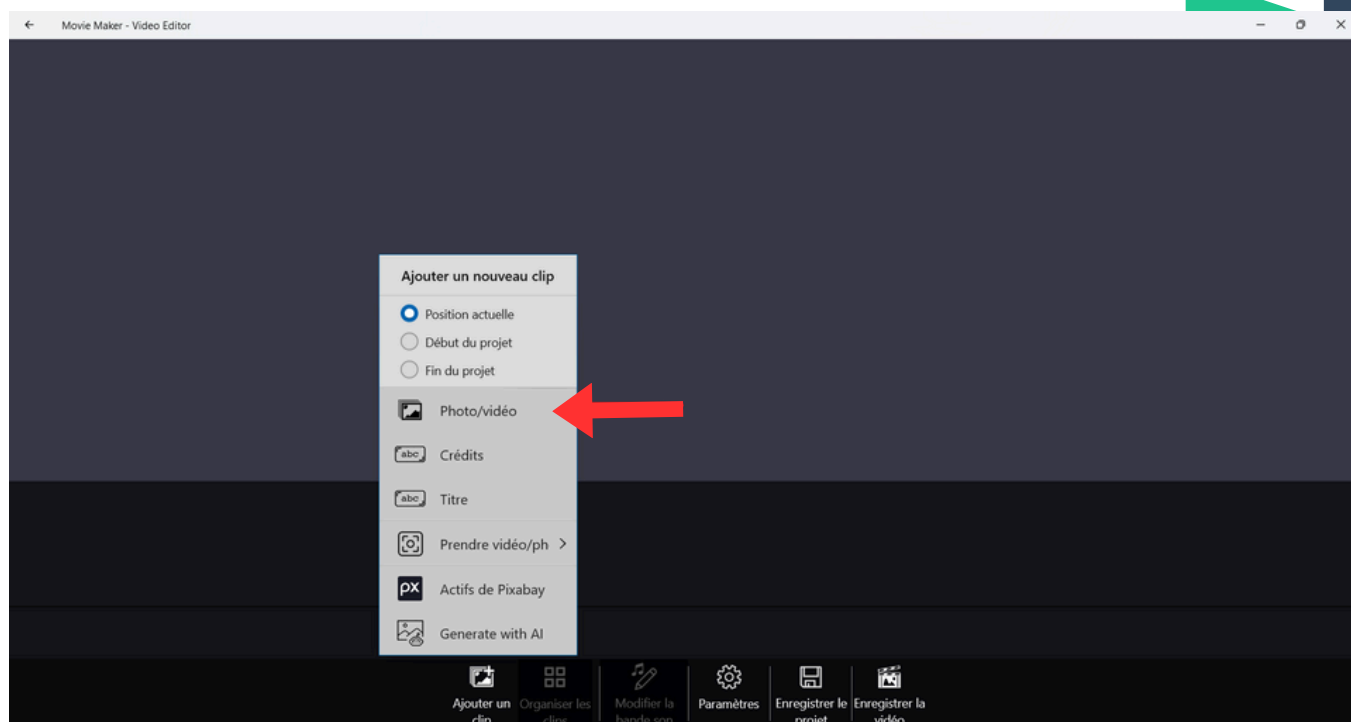 Movie Maker - Video Editor
Ajouter un nouveau clip
Position actuelle
Début du projet
Fin du projet
Photo/vidéo
abc Crédits
abc Titre
Prendre vidéo/ph
px Actifs de Pixabay
Generate with AI
Ajouter un clip
Organiser les clips
Modifier la bande son
Paramètres
Enregistrer le projet
Enregistrer la vidéo